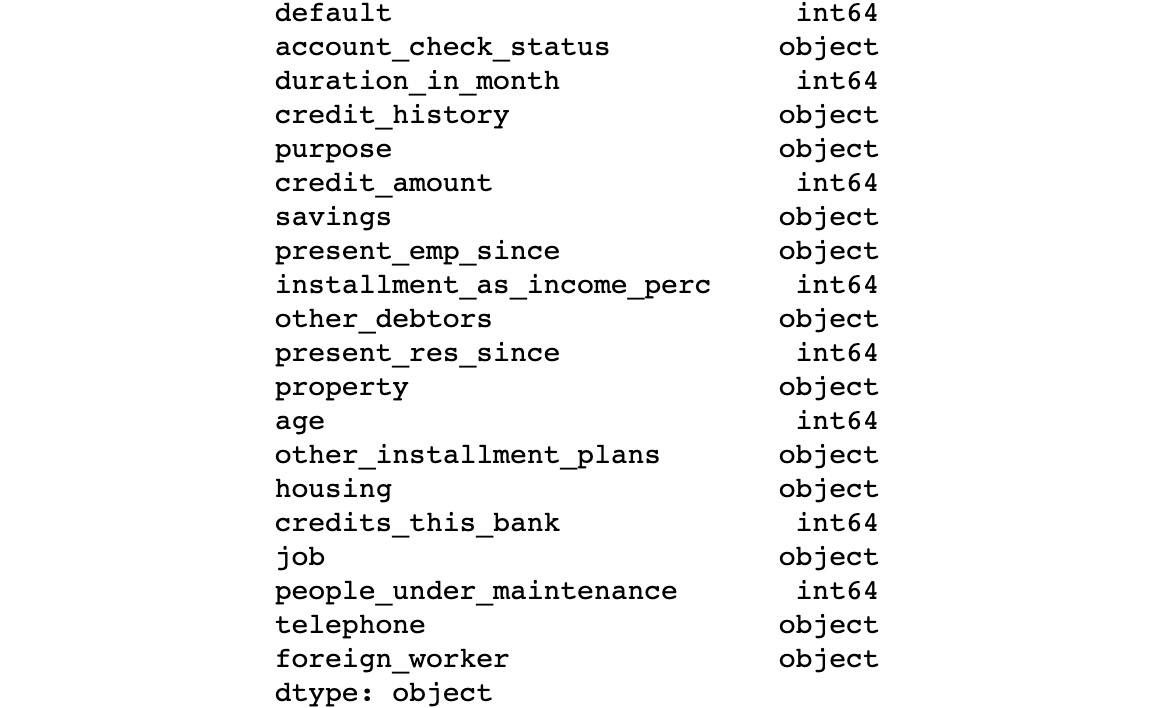 default int64
account_check_status object
duration_in_month int64
credit_history object
purpose object
credit_amount int64
savings object
present_emp_since object
installment_as_income_perc int64
other_debtors object
present_res_since int64
property object
age int64
other_installment_plans object
housing object
credits_this_bank int64
job object
people_under_maintenance int64
telephone object
foreign_worker object
dtype: object